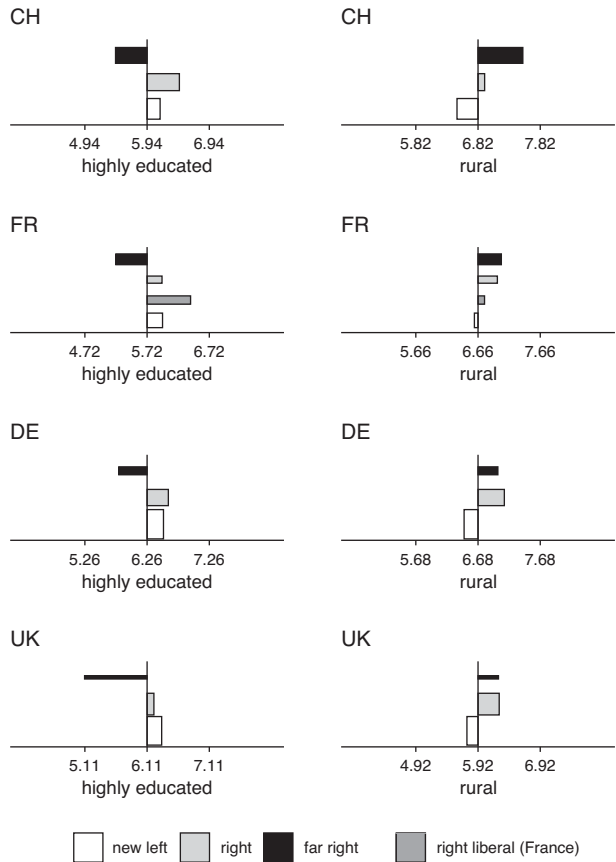 CH CH
4.94 5.94 6.94 5.82 6.82 7.82
highly educated rural
FR FR
4.72 5.72 6.72 5.66 6.66 7.66
highly educated rural
DE DE
5.26 6.26 7.26 5.68 6.68 7.68
highly educated rural
UK UK
5.11 6.11 7.11 4.92 5.92 6.92
highly educated rural
new left right far right right liberal (France)